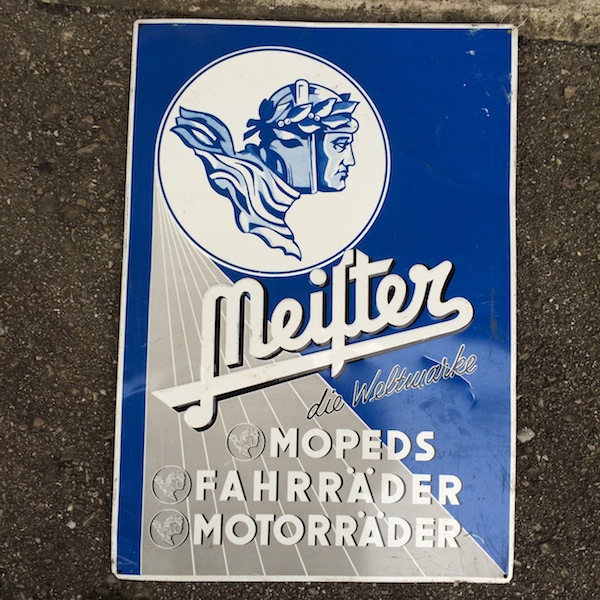 Meiſter
die Weltmarke
MOPEDS
FAHRRÄDER
MOTORRÄDER